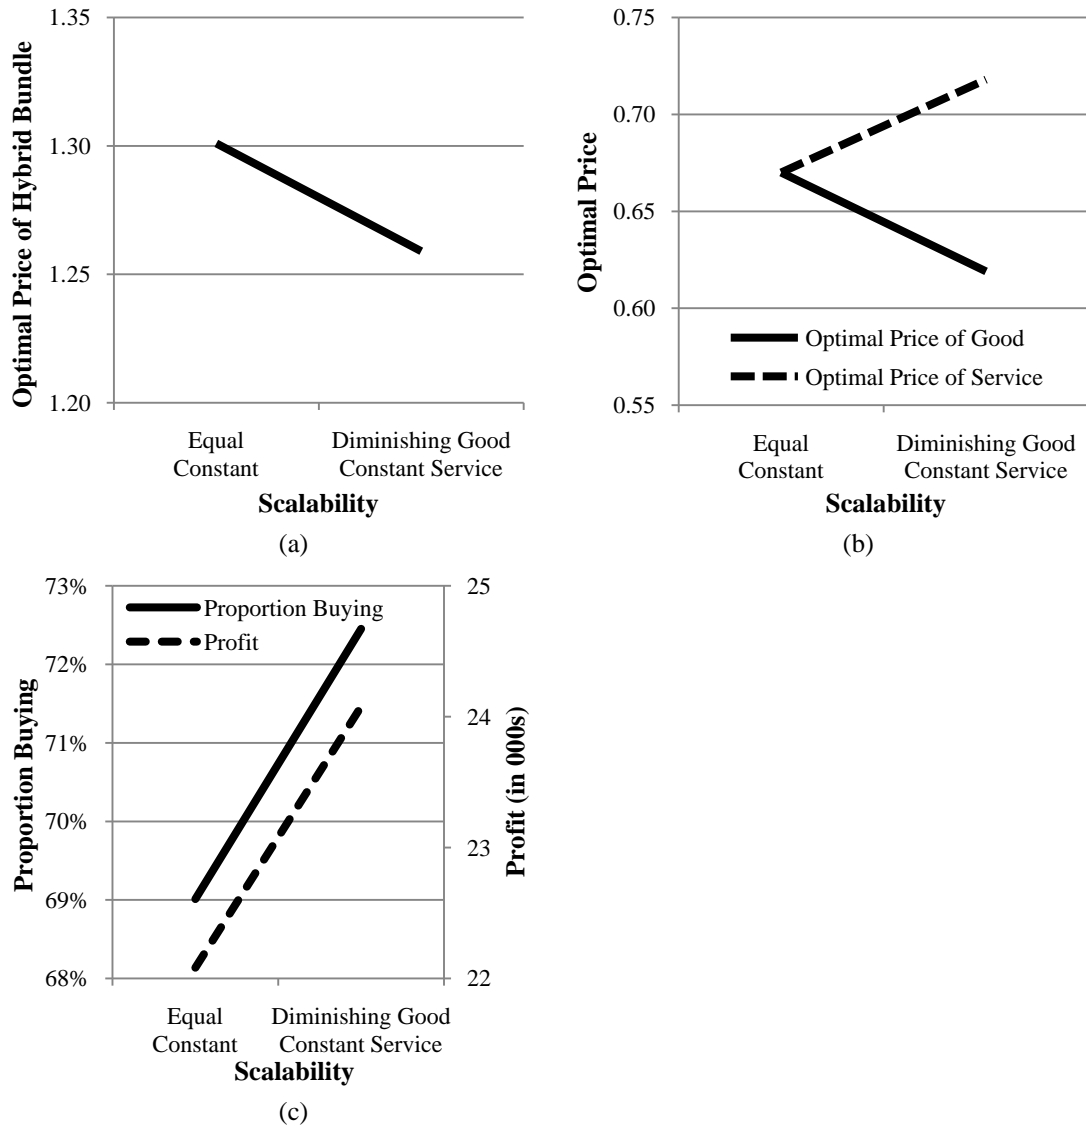 Optimal Price of Hybrid Bundle
1.35
1.30
1.25
1.20
Equal
Constant
Diminishing Good
Constant Service
Scalability
(a)
Optimal Price
0.75
0.70
0.65
0.60
0.55
Optimal Price of Good
Optimal Price of Service
Equal
Constant
Diminishing Good
Constant Service
Scalability
(b)
Proportion Buying
73%
72%
71%
70%
69%
68%
Proportion Buying
Profit
25
24
23
22
Profit (in 000s)
Equal
Constant
Diminishing Good
Constant Service
Scalability
(c)